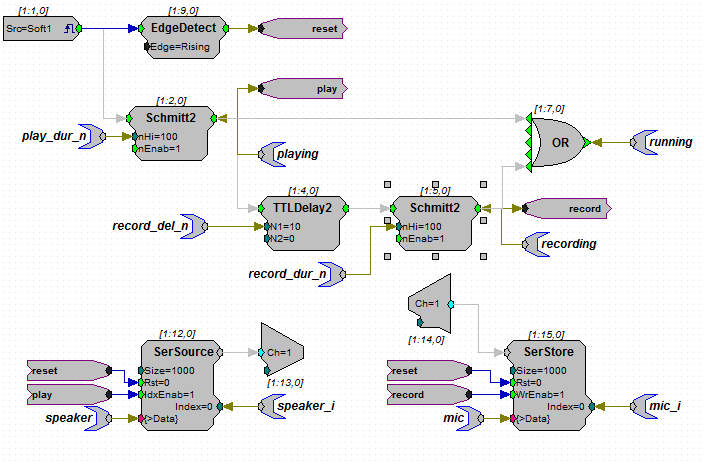 [1:1,0]
Src=Soft1
[1:9,0]
EdgeDetect
Edge=Rising
reset
play
[1:2,0]
Schmitt2
nHi=100
nEnab=1
play_dur_n
playing
[1:7,0]
OR
running
[1:4,0]
TTLDelay2
N1=10
N2=0
record_del_n
[1:5,0]
Schmitt2
nHi=100
nEnab=1
record_dur_n
record
recording
[1:12,0]
SerSource
Size=1000
Rst=0
IdxEnab=1
Index=0
{>Data}
reset
play
speaker
Ch=1
[1:13,0]
speaker_i
Ch=1
[1:14,0]
[1:15,0]
SerStore
Size=1000
Rst=0
WrEnab=1
Index=0
{>Data}
reset
record
mic
mic_i